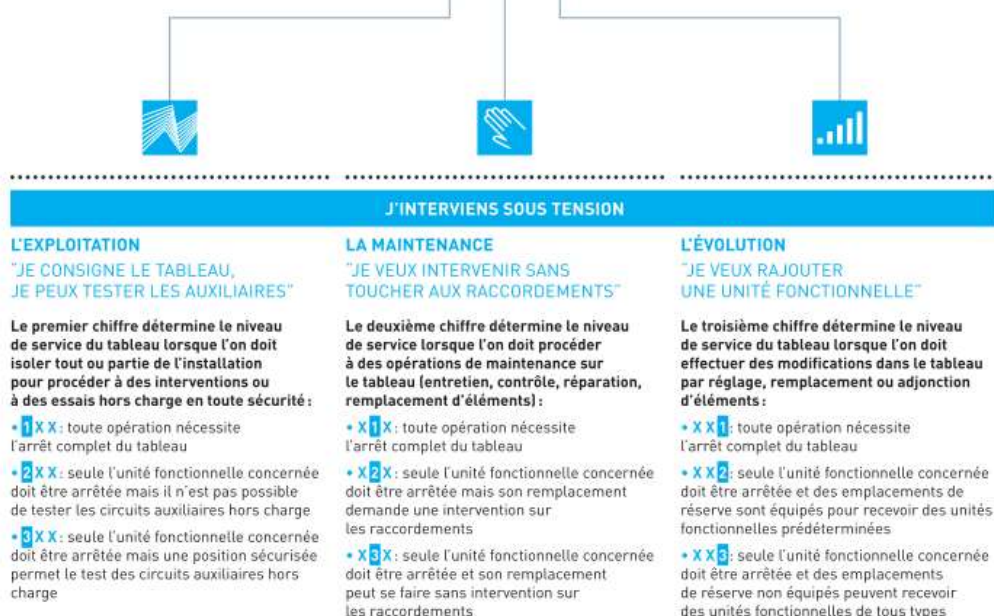 J'INTERVIENS SOUS TENSION
L'EXPLOITATION
"JE CONSIGNE LE TABLEAU,
JE PEUX TESTER LES AUXILIAIRES"
Le premier chiffre détermine le niveau
de service du tableau lorsque l'on doit
isoler tout ou partie de l'installation
pour procéder à des interventions ou
à des essais hors charge en toute sécurité :
• 1 X X : toute opération nécessite
l'arrêt complet du tableau
• 2 X X : seule l'unité fonctionnelle concernée
doit être arrêtée mais il n'est pas possible
de tester les circuits auxiliaires hors charge
• 3 X X : seule l'unité fonctionnelle concernée
doit être arrêtée mais une position sécurisée
permet le test des circuits auxiliaires hors
charge
LA MAINTENANCE
"JE VEUX INTERVENIR SANS
TOUCHER AUX RACCORDEMENTS"
Le deuxième chiffre détermine le niveau
de service lorsque l'on doit procéder
à des opérations de maintenance sur
le tableau (entretien, contrôle, réparation,
remplacement d'éléments) :
• X 1 X : toute opération nécessite
l'arrêt complet du tableau
• X 2 X : seule l'unité fonctionnelle concernée
doit être arrêtée mais son remplacement
demande une intervention sur
les raccordements
• X 3 X : seule l'unité fonctionnelle concernée
doit être arrêtée et son remplacement
peut se faire sans intervention sur
les raccordements
L'ÉVOLUTION
"JE VEUX RAJOUTER
UNE UNITÉ FONCTIONNELLE"
Le troisième chiffre détermine le niveau
de service du tableau lorsque l'on doit
effectuer des modifications dans le tableau
par réglage, remplacement ou adjonction
d'éléments :
• X X 1 : toute opération nécessite
l'arrêt complet du tableau
• X X 2 : seule l'unité fonctionnelle concernée
doit être arrêtée et des emplacements de
réserve sont équipés pour recevoir des unités
fonctionnelles prédéterminées
• X X 3 : seule l'unité fonctionnelle concernée
doit être arrêtée et des emplacements
de réserve non équipés peuvent recevoir
des unités fonctionnelles de tous types